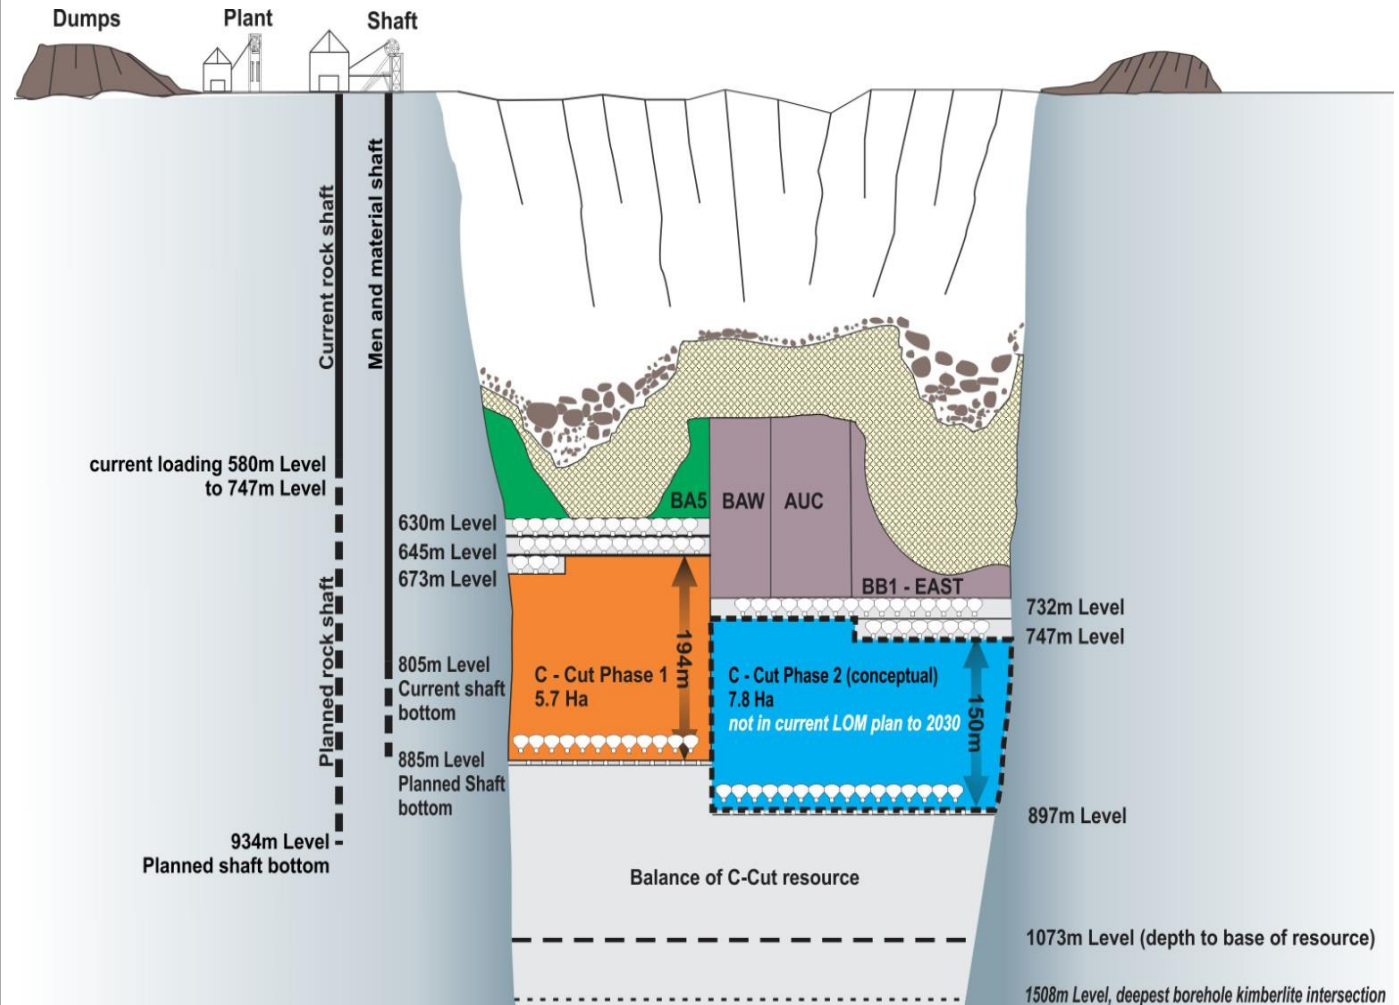 Dumps
Plant
Shaft
Current rock shaft
Men and material shaft
current loading 580m Level
to 747m Level
Planned rock shaft
630m Level
645m Level
673m Level
805m Level
Current shaft
bottom
885m Level
Planned Shaft
bottom
934m Level
Planned shaft bottom
BA5
BAW
AUC
BB1 - EAST
732m Level
747m Level
C - Cut Phase 1
5.7 Ha
194m
C - Cut Phase 2 (conceptual)
7.8 Ha
not in current LOM plan to 2030
150m
897m Level
Balance of C-Cut resource
1073m Level (depth to base of resource)
1508m Level, deepest borehole kimberlite intersection